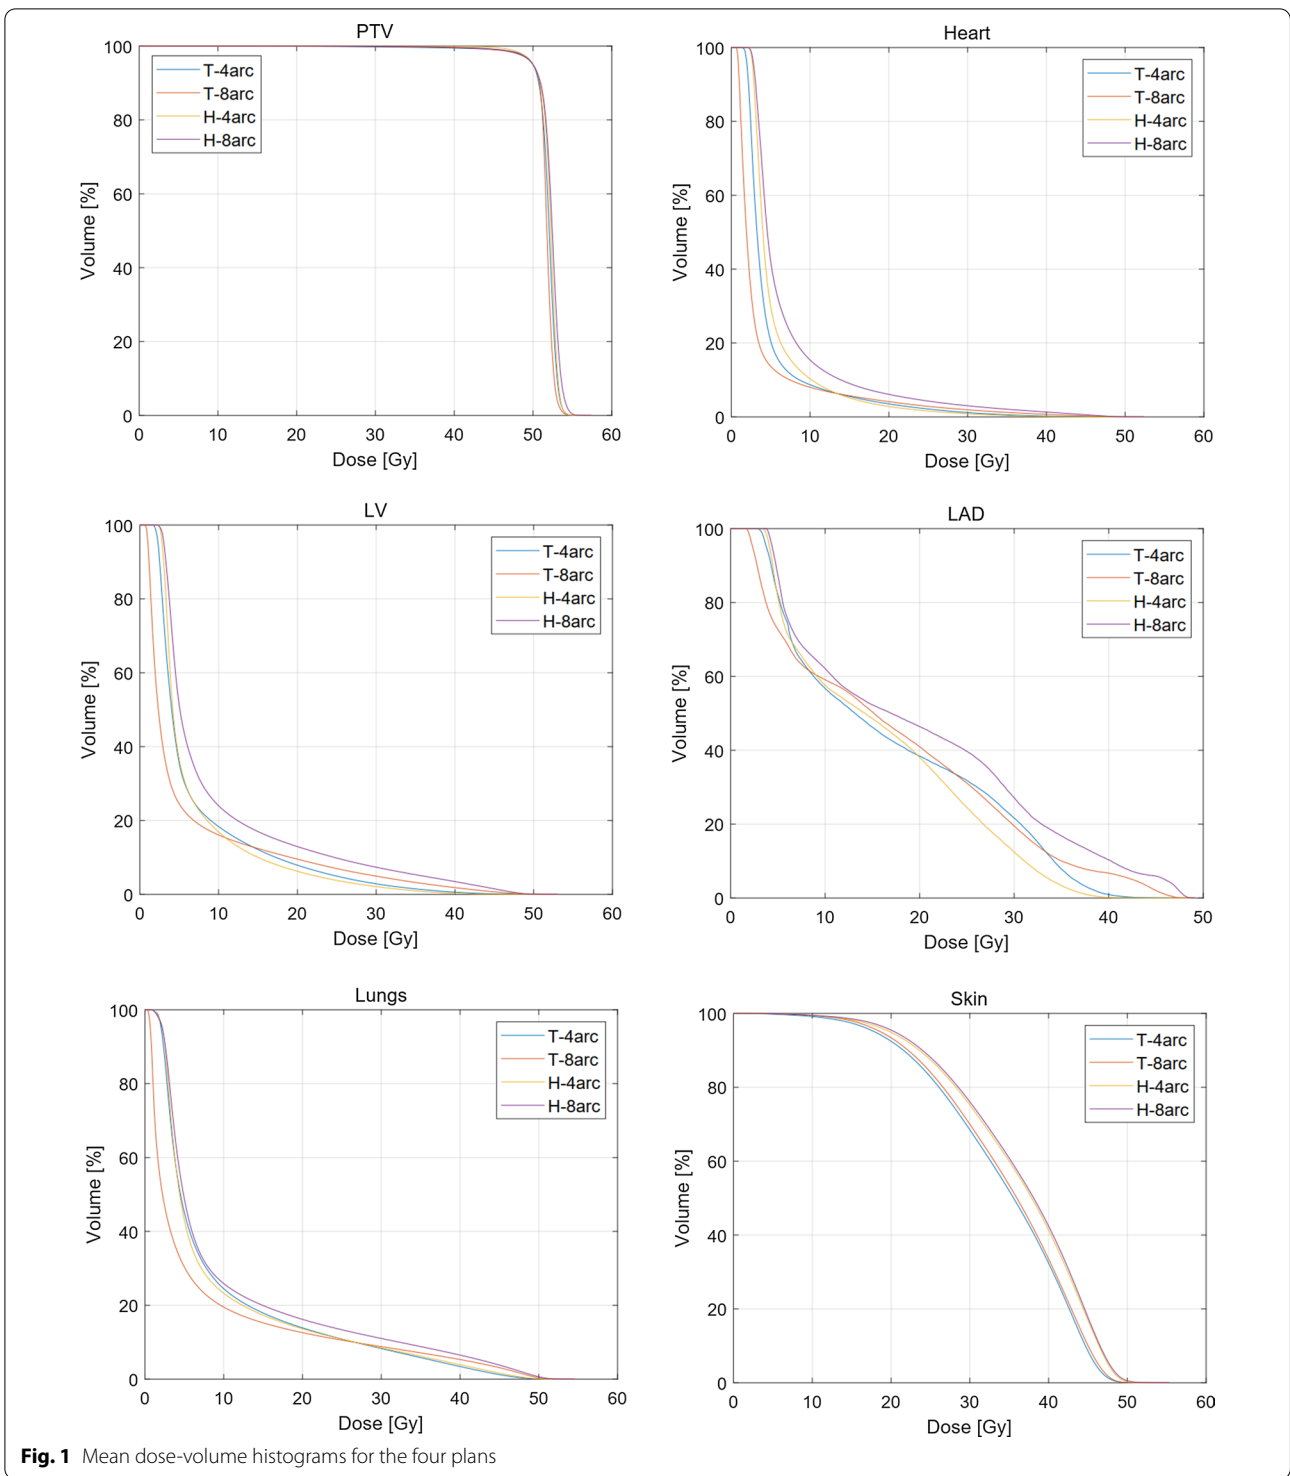 PTV
100
80
60
40
20
0
Volume [%]
T-4arc
T-8arc
H-4arc
H-8arc
0 10 20 30 40 50 60
Dose [Gy]
Heart
100
80
60
40
20
0
Volume [%]
T-4arc
T-8arc
H-4arc
H-8arc
0 10 20 30 40 50 60
Dose [Gy]
LV
100
80
60
40
20
0
Volume [%]
T-4arc
T-8arc
H-4arc
H-8arc
0 10 20 30 40 50 60
Dose [Gy]
LAD
100
80
60
40
20
0
Volume [%]
T-4arc
T-8arc
H-4arc
H-8arc
0 10 20 30 40 50
Dose [Gy]
Lungs
100
80
60
40
20
0
Volume [%]
T-4arc
T-8arc
H-4arc
H-8arc
0 10 20 30 40 50 60
Dose [Gy]
Skin
100
80
60
40
20
0
Volume [%]
T-4arc
T-8arc
H-4arc
H-8arc
0 10 20 30 40 50 60
Dose [Gy]
Fig. 1 Mean dose-volume histograms for the four plans